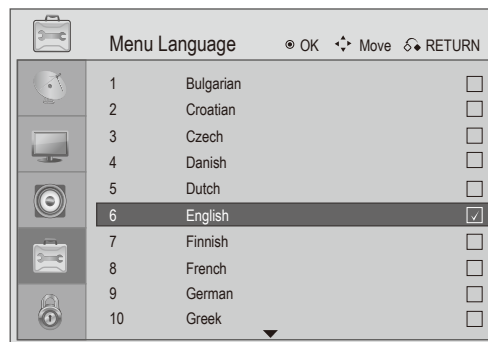 Menu Language OK Move RETURN
1 Bulgarian
2 Croatian
3 Czech
4 Danish
5 Dutch
6 English
7 Finnish
8 French
9 German
10 Greek